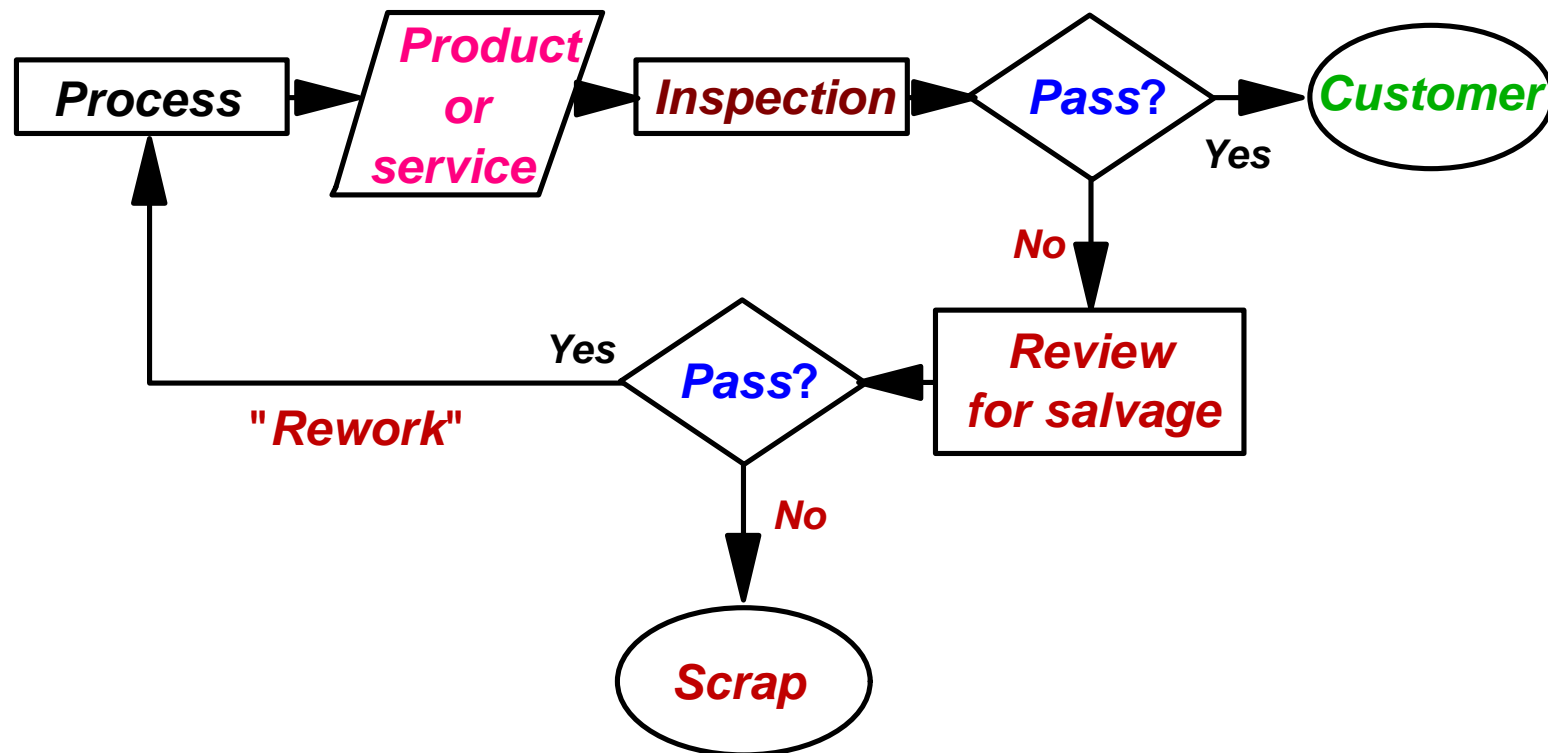 Process
Product
or
service
Inspection
Pass?
Yes
Customer
No
Review
for salvage
Pass?
Yes
"Rework"
No
Scrap